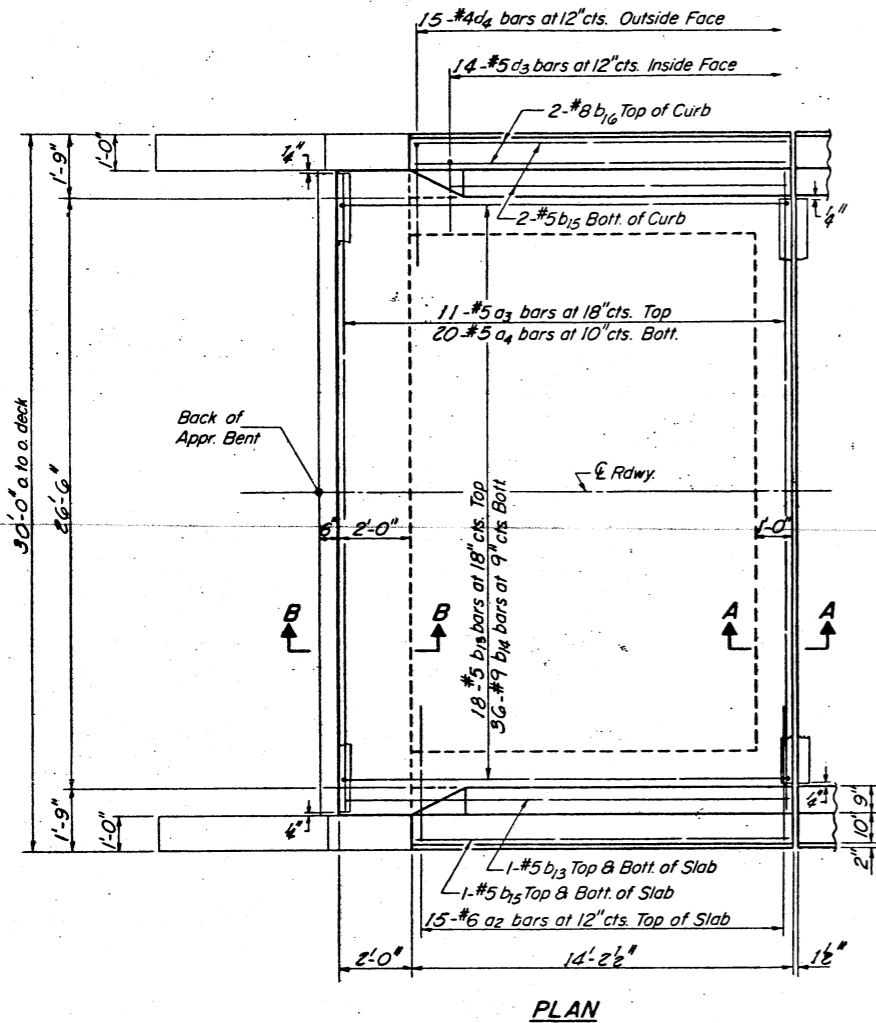 15-#4d4 bars at 12"cts. Outside Face
14-#5 d3 bars at 12"cts. Inside Face
2-#8 b16 Top of Curb
1'-9"
1'-0"
1/4"
2-#5 b15 Bott. of Curb
1/4"
11-#5 a3 bars at 18"cts. Top
20-#5 a4 bars at 10"cts. Bott.
Back of
Appr. Bent
℄ Rdwy.
30'-0" o. to o. deck
26'-6"
6"
2'-0"
1'-0"
18-#5 b13 bars at 18"cts. Top
36-#9 b14 bars at 9"cts Bott.
B
B
A
A
1'-9"
1'-0"
1/4"
1/4"
9"
10"
2"
1-#5 b13 Top & Bott. of Slab
1-#5 b15 Top & Bott. of Slab
15-#6 a2 bars at 12"cts. Top of Slab
2'-0"
14'-2 1/2"
1 1/2"
PLAN